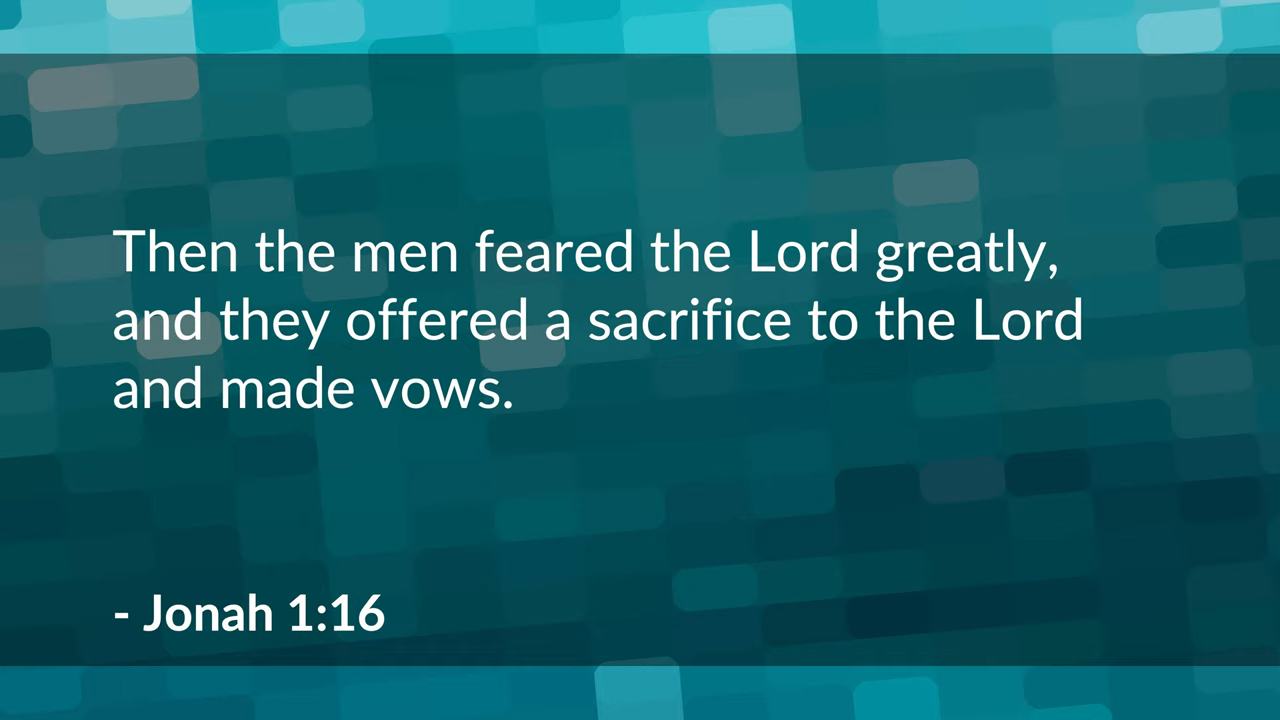 Then the men feared the Lord greatly,
and they offered a sacrifice to the Lord
and made vows.
- Jonah 1:16